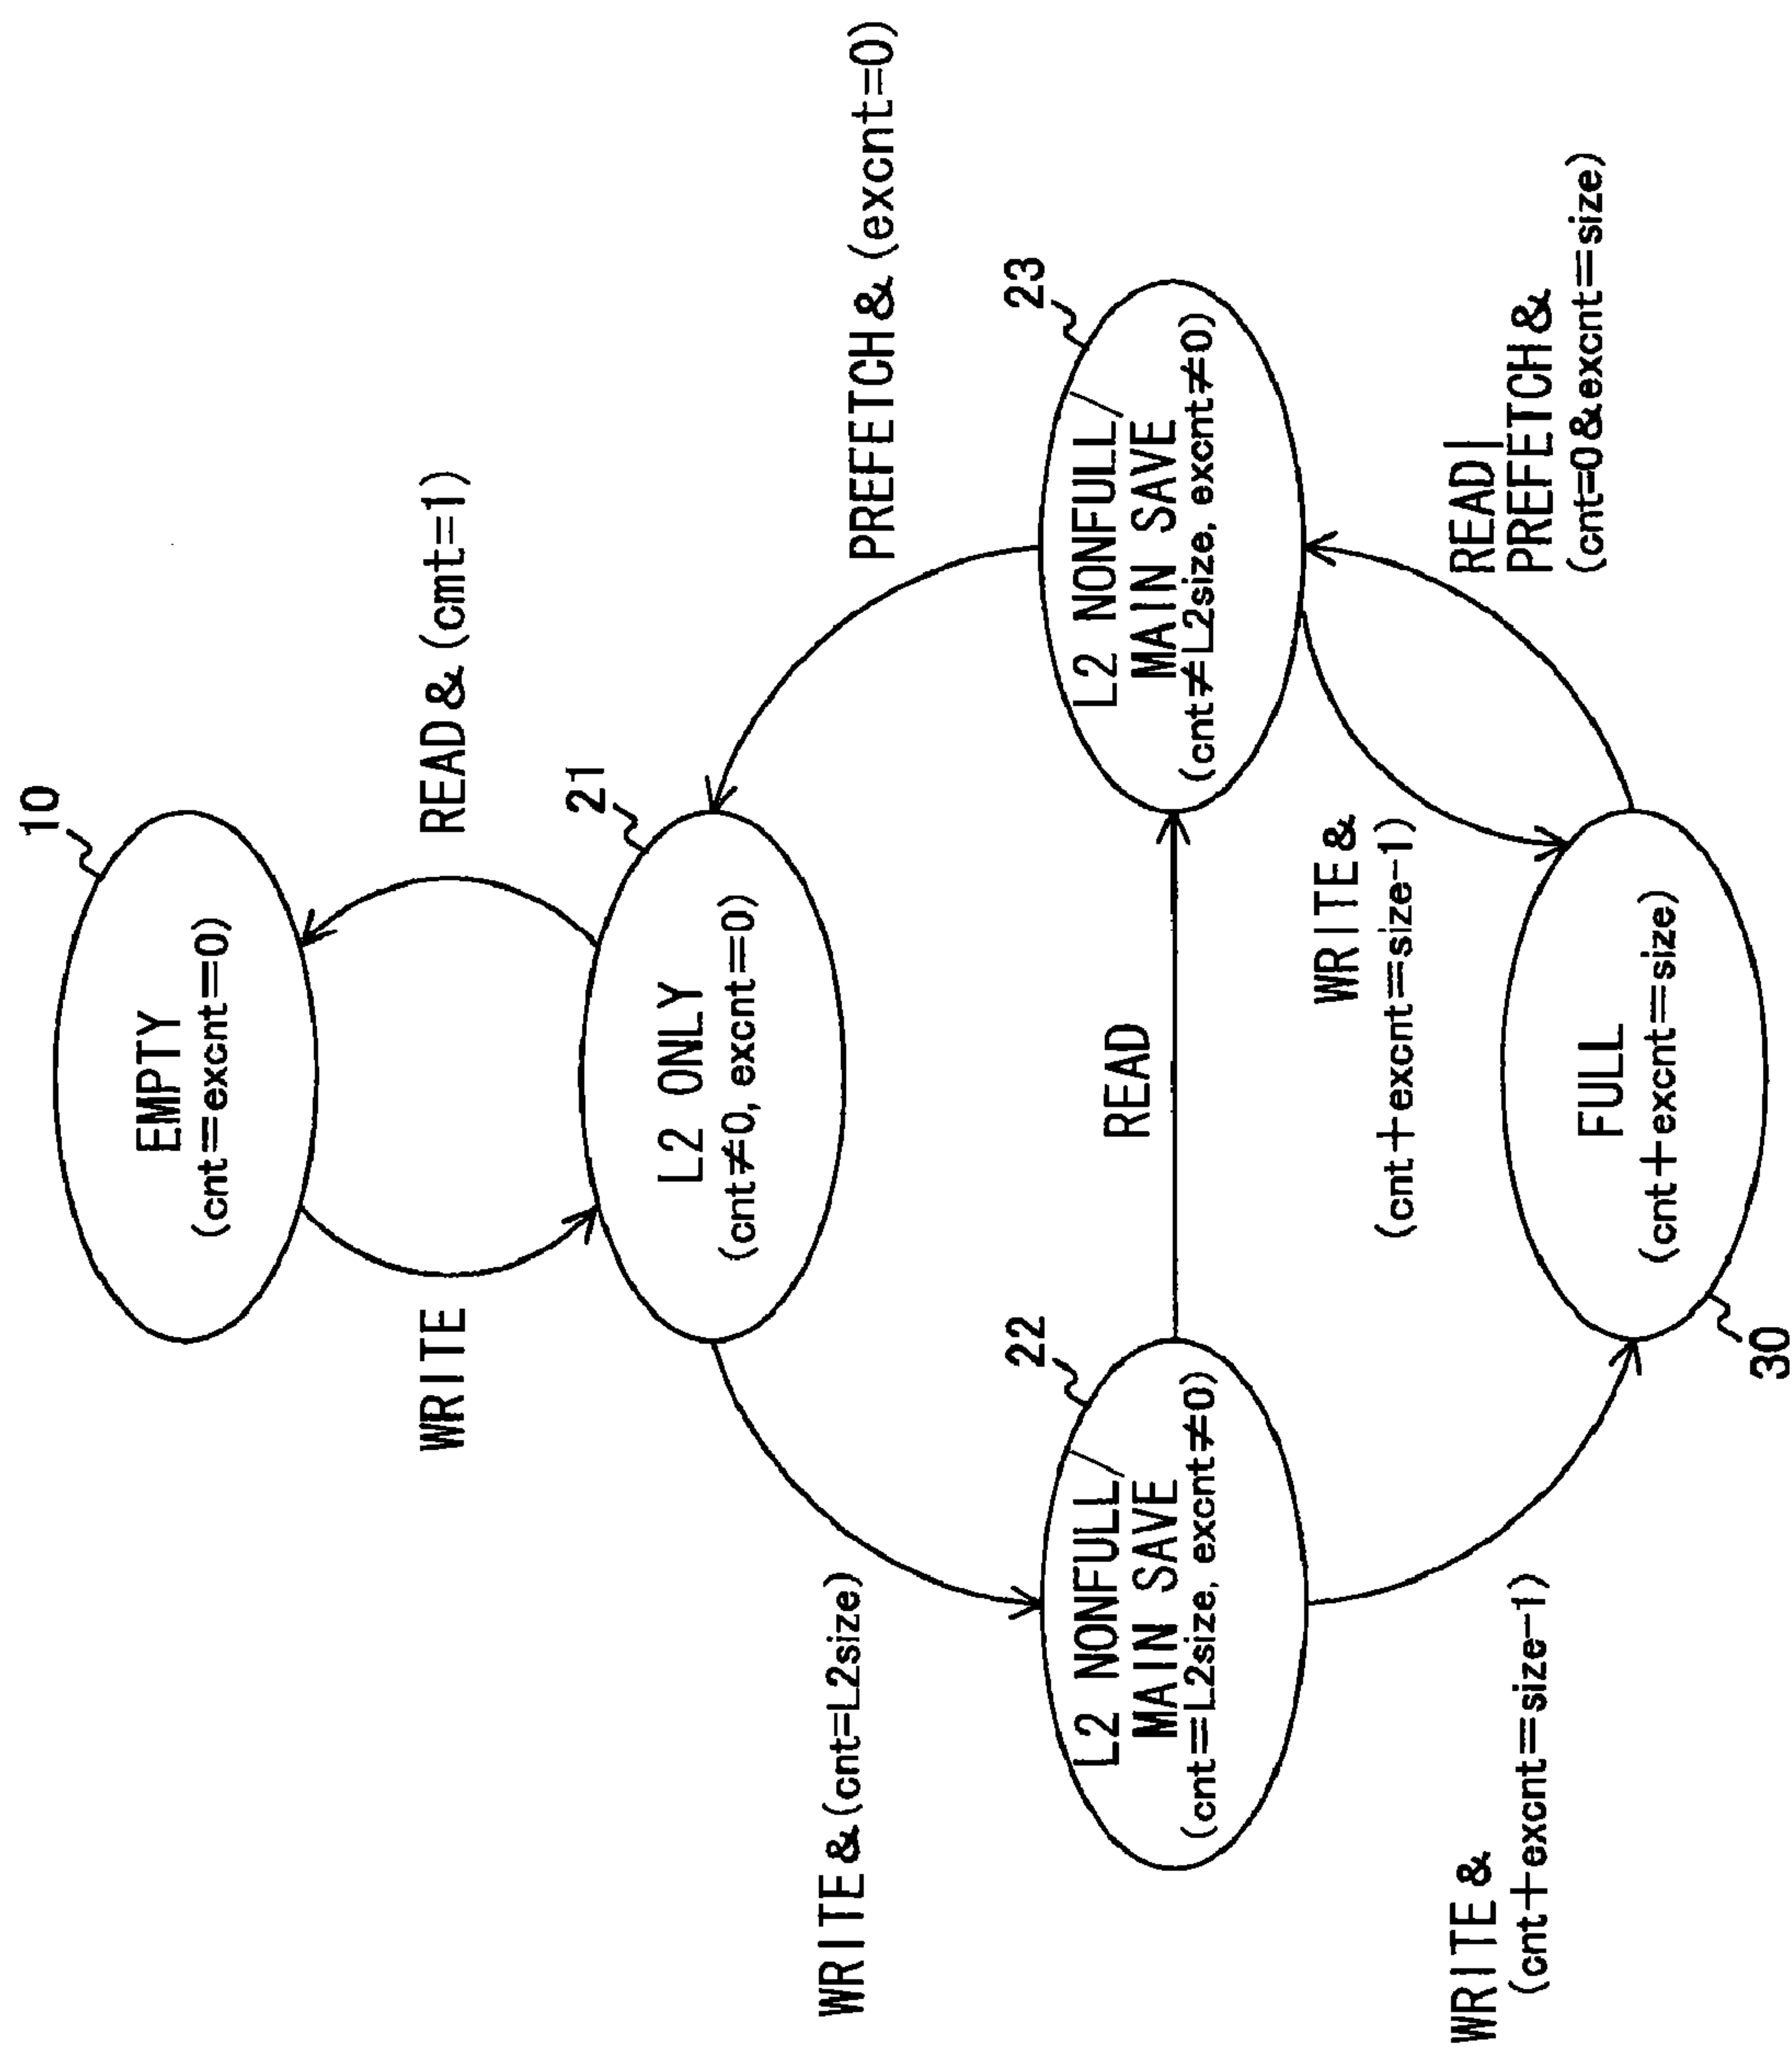 10
EMPTY
(cnt==excnt==0)
WRITE
READ&(cmt=1)
21
L2 ONLY
(cnt≠0, excnt==0)
WRITE&(cnt=L2size)
PREFETCH&(excnt=0)
22
L2 NONFULL/
MAIN SAVE
(cnt==L2size, excnt≠0)
READ
23
L2 NONFULL/
MAIN SAVE
(cnt≠L2size, excnt≠0)
WRITE&
(cnt+excnt==size-1)
WRITE&
(cnt+excnt==size-1)
READ|
PREFETCH&
(cnt=0&excnt=size)
FULL
(cnt+excnt==size)
30